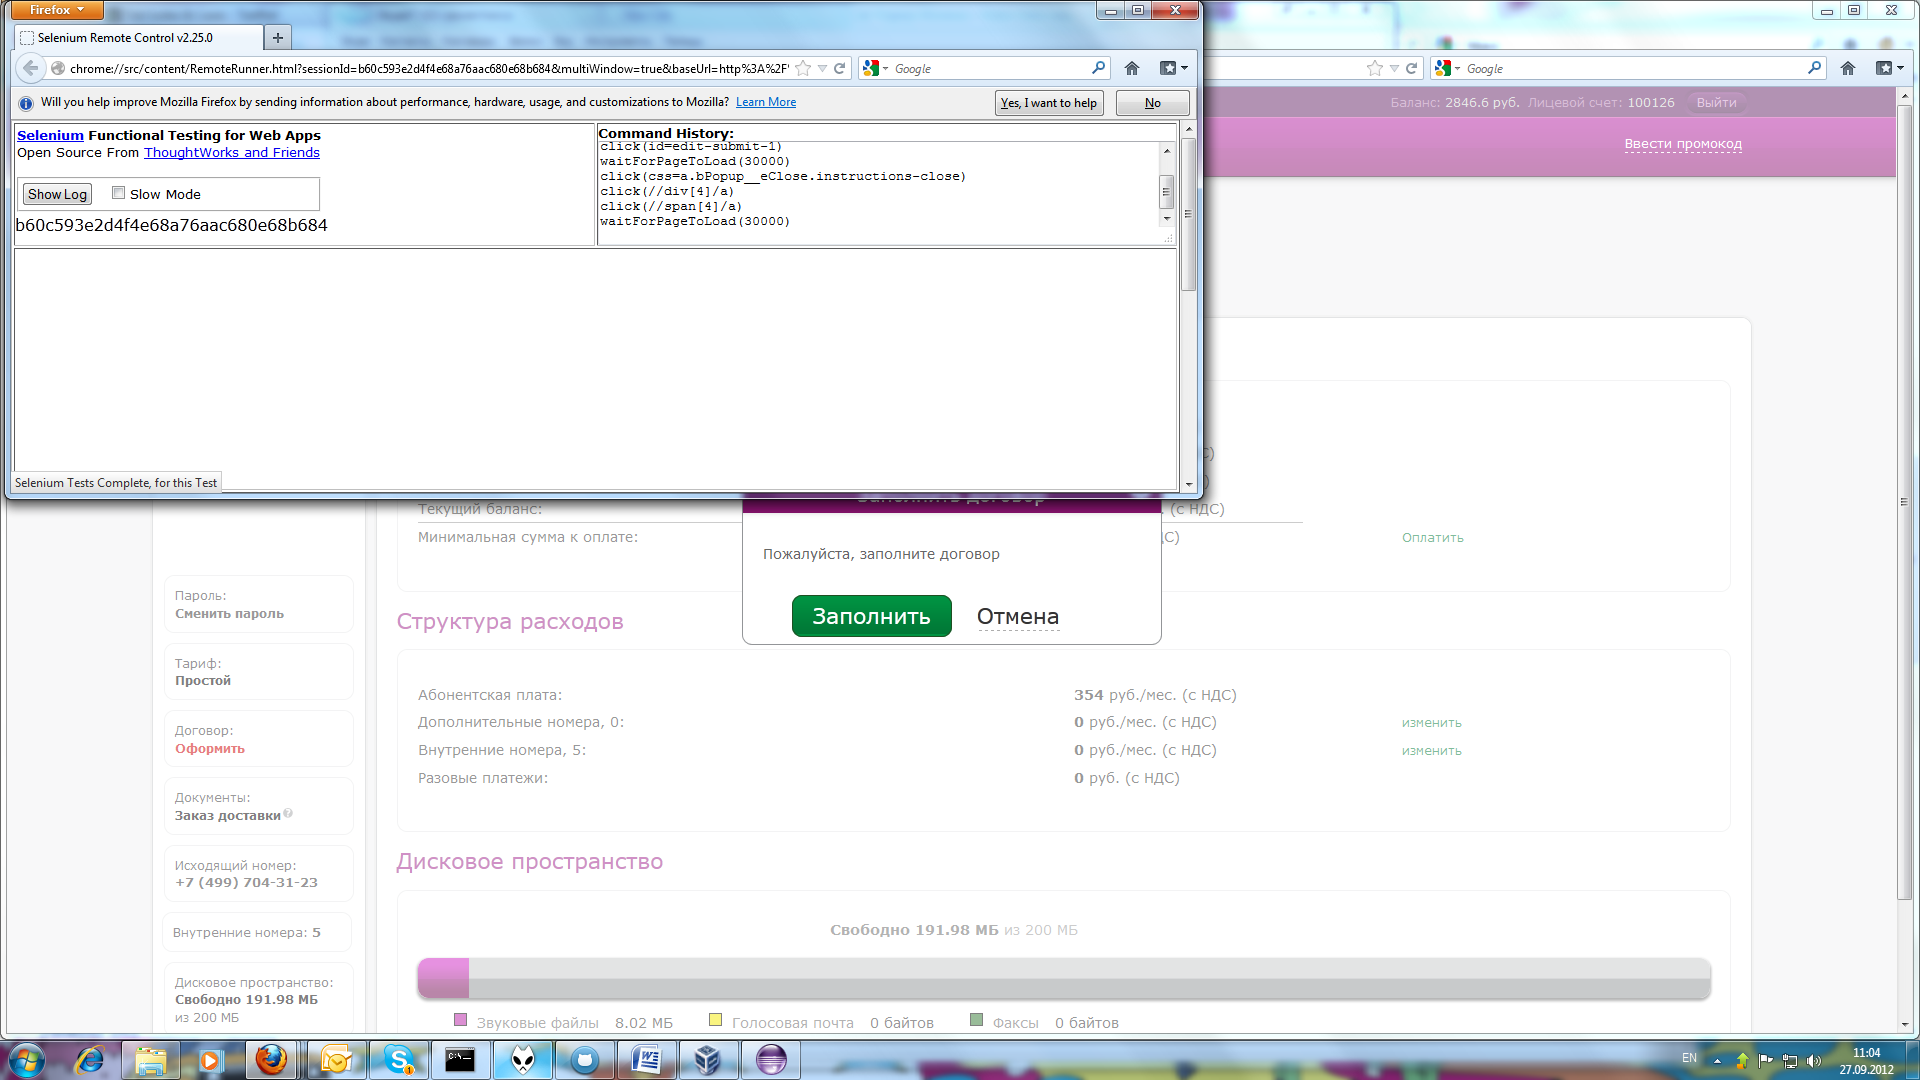 Firefox
Selenium Remote Control v2.25.0
chrome://src/content/RemoteRunner.html?sessionId=b60c593e2d4f4e68a76aac680e68b684&multiWindow=true&baseUrl=http%3A%2F
Google
Google
Will you help improve Mozilla Firefox by sending information about performance, hardware, usage, and customizations to Mozilla? Learn More
Yes, I want to help
No
Баланс: 2846.6 руб. Лицевой счет: 100126 Выйти
Ввести промокод
Selenium Functional Testing for Web Apps
Open Source From ThoughtWorks and Friends
Show Log
Slow Mode
b60c593e2d4f4e68a76aac680e68b684
Command History:
click(id=edit-submit-1)
waitForPageToLoad(30000)
click(css=a.bPopup__eClose.instructions-close)
click(//div[4]/a)
click(//span[4]/a)
waitForPageToLoad(30000)
Selenium Tests Complete, for this Test
Заполнить договор
Пожалуйста, заполните договор
Заполнить
Отмена
Текущий баланс:
(с НДС)
Минимальная сумма к оплате:
Оплатить
Пароль:
Сменить пароль
Тариф:
Простой
Договор:
Оформить
Документы:
Заказ доставки
Исходящий номер:
+7 (499) 704-31-23
Внутренние номера: 5
Дисковое пространство:
Свободно 191.98 МБ
из 200 МБ
Структура расходов
Абонентская плата: 354 руб./мес. (с НДС)
Дополнительные номера, 0: 0 руб./мес. (с НДС) изменить
Внутренние номера, 5: 0 руб./мес. (с НДС) изменить
Разовые платежи: 0 руб. (с НДС)
Дисковое пространство
Свободно 191.98 МБ из 200 МБ
Звуковые файлы 8.02 МБ
Голосовая почта 0 байтов
Факсы 0 байтов
EN
11:04
27.09.2012